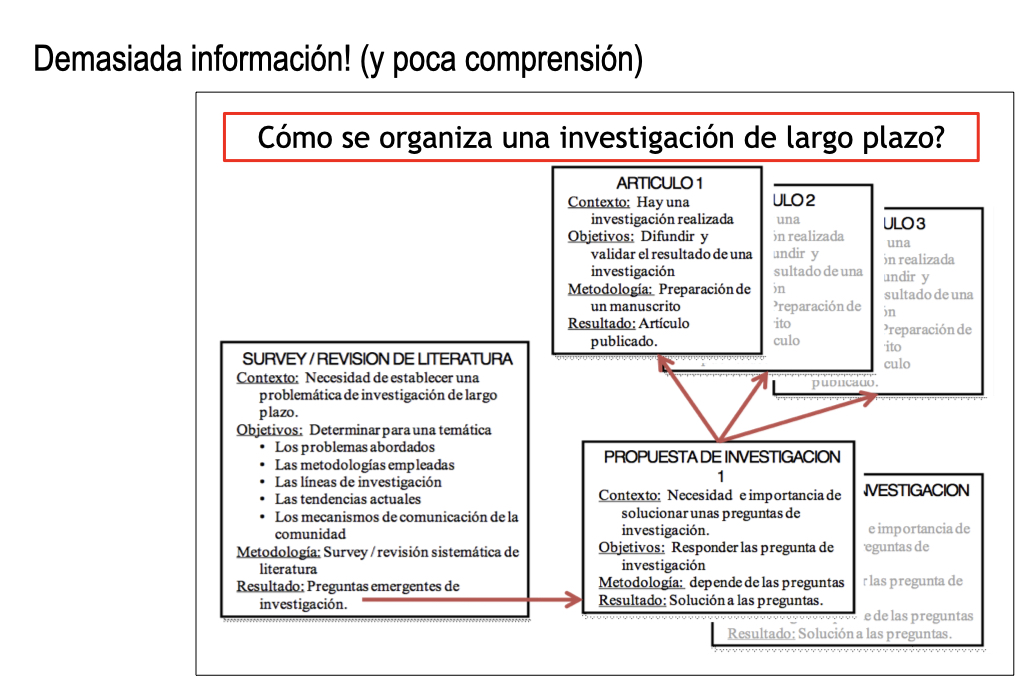 Demasiada información! (y poca comprensión)
Cómo se organiza una investigación de largo plazo?
ARTICULO 1
Contexto: Hay una
investigación realizada
Objetivos: Difundir y
validar el resultado de una
investigación
Metodología: Preparación de
un manuscrito
Resultado: Artículo
publicado.
ULO 2
una
ón realizada
undir y
sultado de una
ón
Preparación de
ito
culo
ULO 3
una
ón realizada
undir y
sultado de una
ón
Preparación de
ito
culo
publicado.
SURVEY / REVISION DE LITERATURA
Contexto: Necesidad de establecer una
problemática de investigación de largo
plazo.
Objetivos: Determinar para una temática
• Los problemas abordados
• Las metodologías empleadas
• Las líneas de investigación
• Las tendencias actuales
• Los mecanismos de comunicación de la
comunidad
Metodología: Survey / revisión sistemática de
literatura
Resultado: Preguntas emergentes de
investigación.
PROPUESTA DE INVESTIGACION
1
Contexto: Necesidad e importancia de
solucionar unas preguntas de
investigación.
Objetivos: Responder las pregunta de
investigación
Metodología: depende de las preguntas
Resultado: Solución a las preguntas.
NVESTIGACION
e importancia de
reguntas de
r las pregunta de
e de las preguntas
Resultado: Solución a las preguntas.